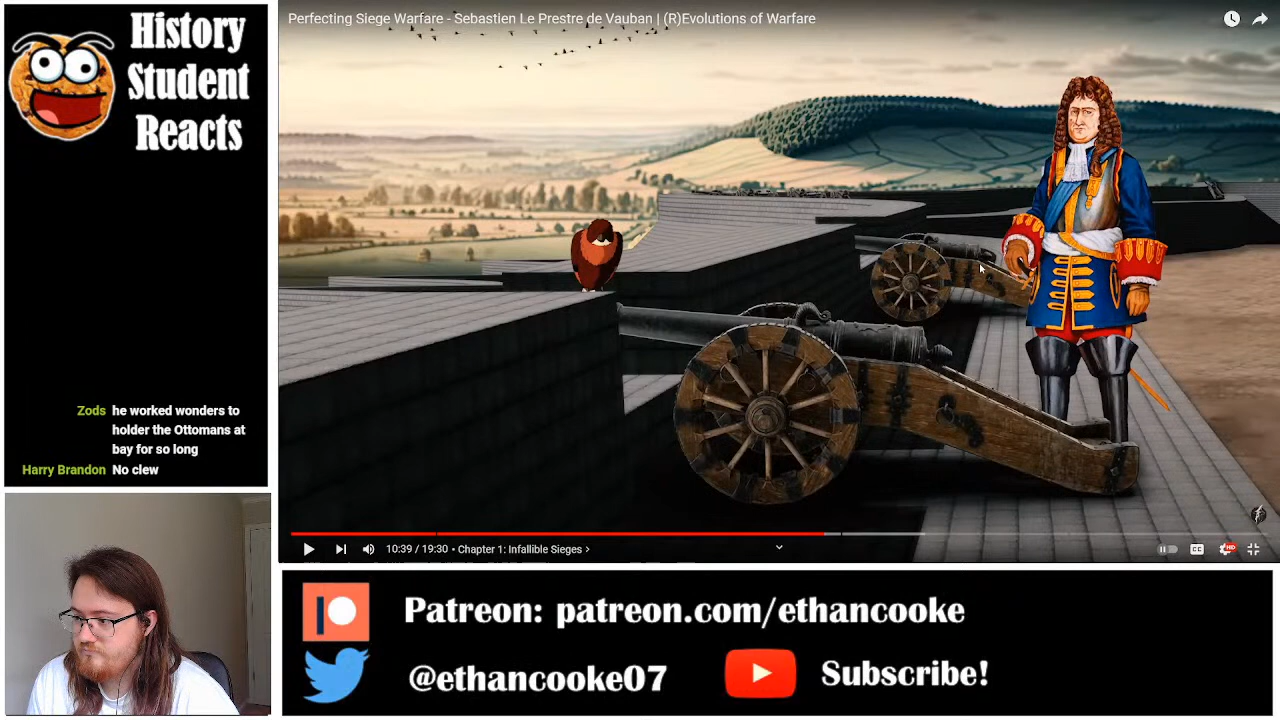 History
Student
Reacts
Perfecting Siege Warfare - Sebastien Le Prestre de Vauban | (R)Evolutions of Warfare
Zods he worked wonders to
holder the Ottomans at
bay for so long
Harry Brandon No clew
10:39 / 19:30 • Chapter 1: Infallible Sieges ›
CC
HD
Patreon: patreon.com/ethancooke
@ethancooke07
Subscribe!